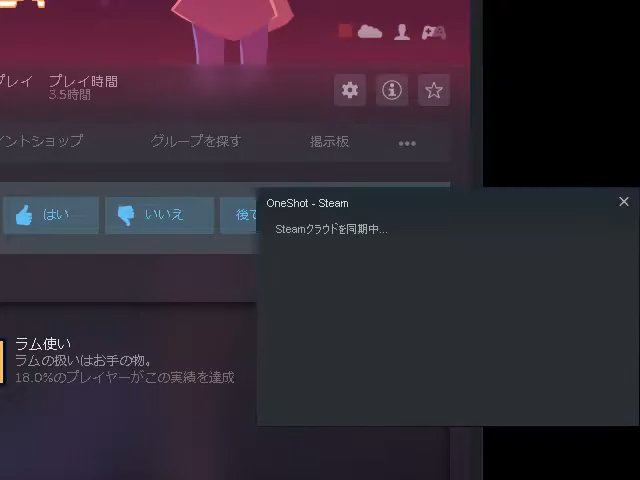 プレイ
プレイ時間
3.5時間
イントショップ
グループを探す
掲示板
はい
いいえ
後で
OneShot - Steam
Steamクラウドを同期中...
ラム使い
ラムの扱いはお手の物。
18.0%のプレイヤーがこの実績を達成